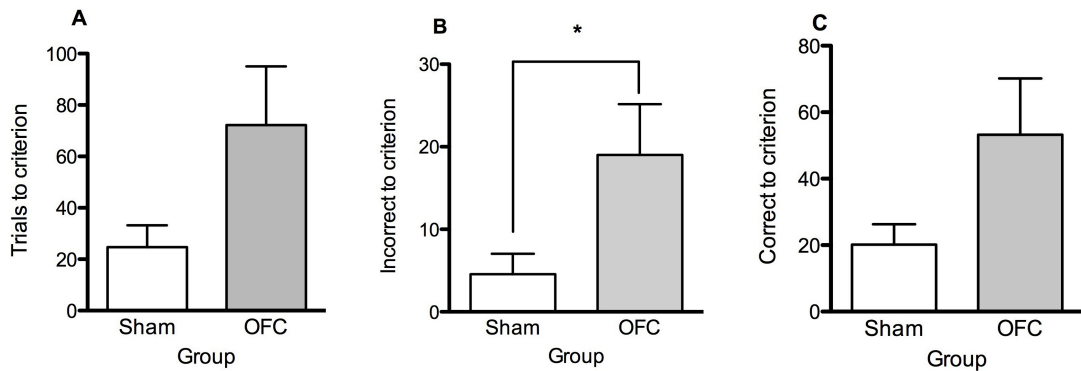 A
Trials to criterion
100
80
60
40
20
0
Sham OFC
Group
B
*
Incorrect to criterion
30
20
10
0
Sham OFC
Group
C
Correct to criterion
80
60
40
20
0
Sham OFC
Group